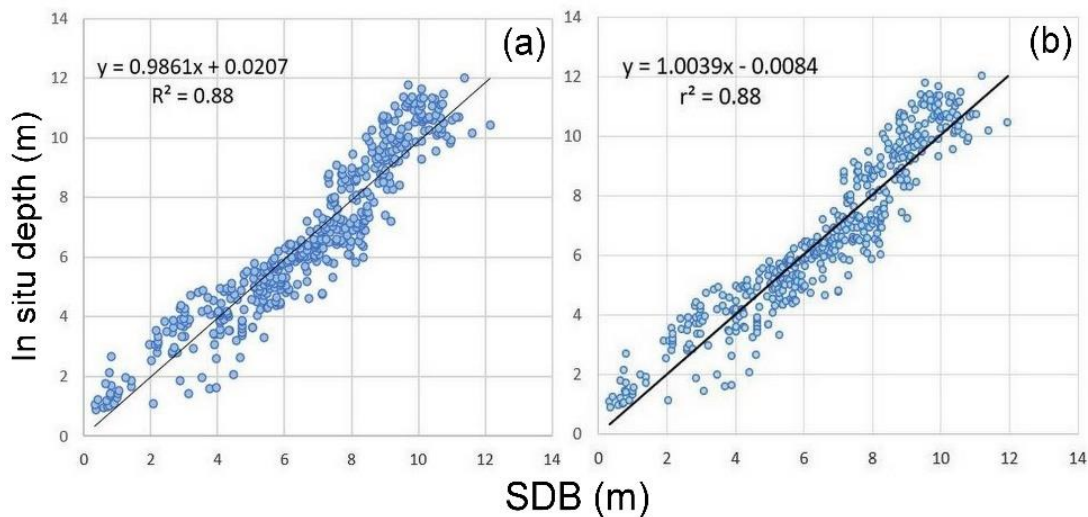 14
12
10
8
6
4
2
0
(a)
y = 0.9861x + 0.0207
R² = 0.88
0 2 4 6 8 10 12 14
14
12
10
8
6
4
2
0
(b)
y = 1.0039x - 0.0084
r² = 0.88
0 2 4 6 8 10 12 14
In situ depth (m)
SDB (m)